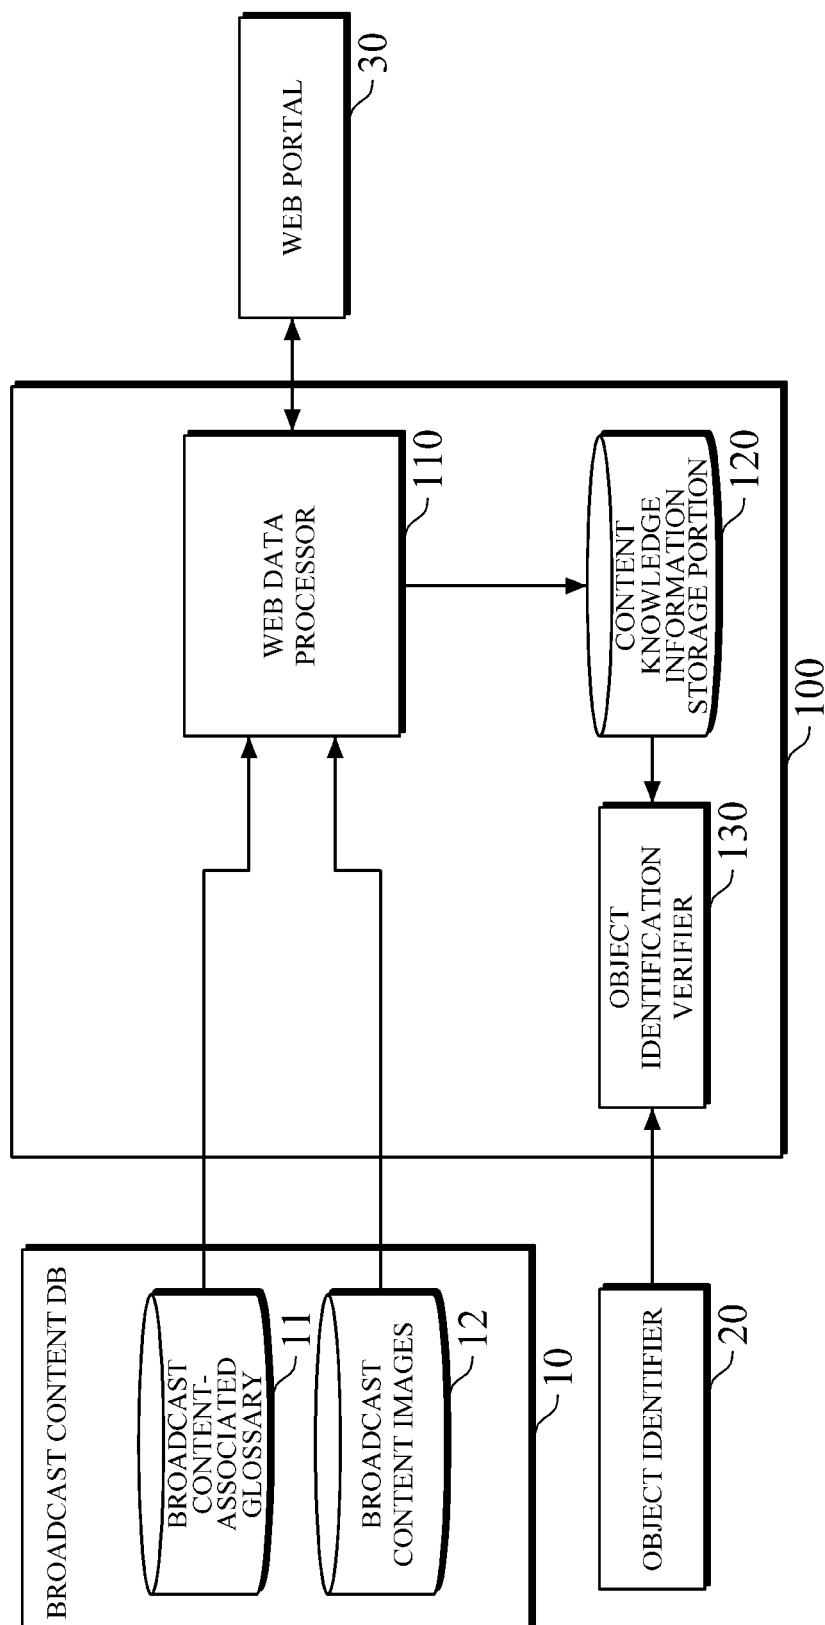 BROADCAST CONTENT DB
BROADCAST
CONTENT-
ASSOCIATED
GLOSSARY
11
BROADCAST
CONTENT IMAGES
12
10
OBJECT IDENTIFIER
20
WEB DATA
PROCESSOR
110
CONTENT
KNOWLEDGE
INFORMATION
STORAGE PORTION
120
OBJECT
IDENTIFICATION
VERIFIER
130
100
WEB PORTAL
30